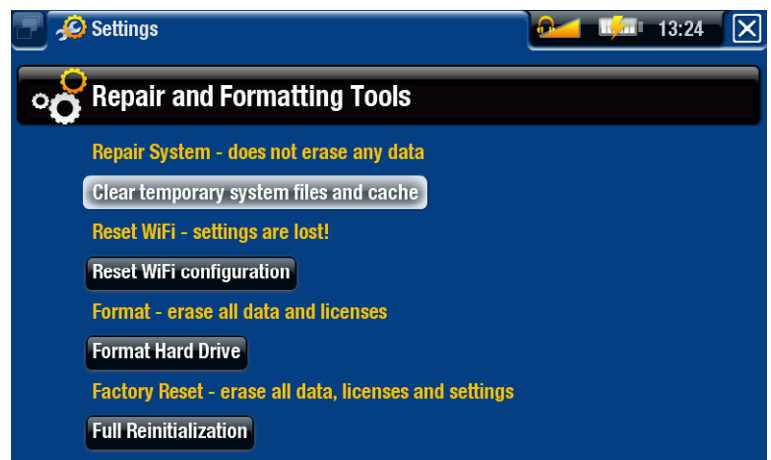 Settings
13:24
Repair and Formatting Tools
Repair System - does not erase any data
Clear temporary system files and cache
Reset WiFi - settings are lost!
Reset WiFi configuration
Format - erase all data and licenses
Format Hard Drive
Factory Reset - erase all data, licenses and settings
Full Reinitialization